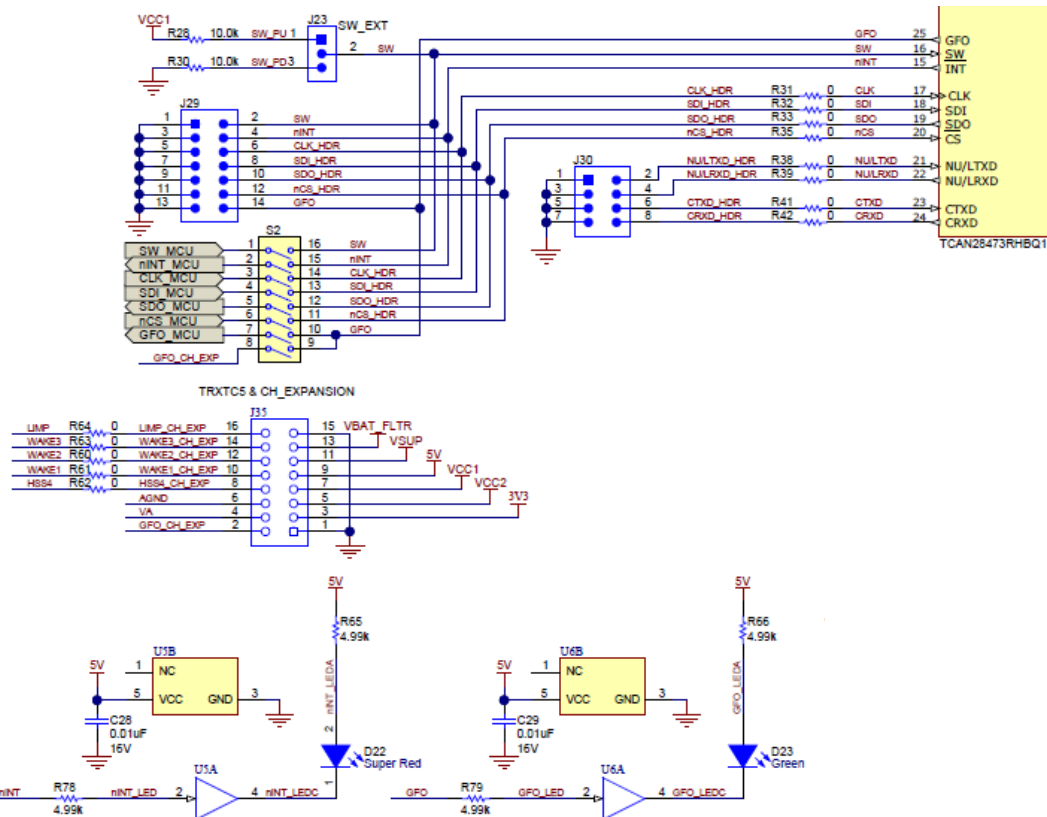 VCC1
R28 10.0k SW_PU 1
J23
SW_EXT
2 SW
R30 10.0k SW_PD 3
GFO 25 GFO
SW 16 SW
nINT 15 INT
CLK_HDR R31 0 CLK 17 CLK
SDI_HDR R32 0 SDI 18 SDI
SDO_HDR R33 0 SDO 19 SDO
nCS_HDR R35 0 nCS 20 CS
NU/LTXD_HDR R38 0 NU/LTXD 21 NU/LTXD
NU/LRXD_HDR R39 0 NU/LRXD 22 NU/LRXD
CTXD_HDR R41 0 CTXD 23 CTXD
CRXD_HDR R42 0 CRXD 24 CRXD
TCAN28473RHBQ1
J29
1 2 SW
3 4 nINT
5 6 CLK_HDR
7 8 SDI_HDR
9 10 SDO_HDR
11 12 nCS_HDR
13 14 GFO
J30
1 2
3 4
5 6
7 8
S2
SW_MCU 1 16 SW
nINT_MCU 2 15 nINT
CLK_MCU 3 14 CLK_HDR
SDI_MCU 4 13 SDI_HDR
SDO_MCU 5 12 SDO_HDR
nCS_MCU 6 11 nCS_HDR
GFO_MCU 7 10 GFO
GFO_CH_EXP 8 9
TRXTC5 & CH_EXPANSION
J35
LIMP R64 0 LIMP_CH_EXP 16 15 VBAT_FLTR
WAKE3 R63 0 WAKE3_CH_EXP 14 13 VSUP
WAKE2 R60 0 WAKE2_CH_EXP 12 11 5V
WAKE1 R61 0 WAKE1_CH_EXP 10 9 VCC1
HSS4 R62 0 HSS4_CH_EXP 8 7 VCC2
AGND 6 5 3V3
VA 4 3
GFO_CH_EXP 2 1
5V
R65
4.99k
nINT_LEDA
U5B
5V
1 NC
5 VCC GND 3
C28
0.01uF
16V
2
D22
Super Red
1
U5A
nINT R78 nINT_LED 2 4 nINT_LEDC
4.99k
5V
R66
4.99k
GFO_LEDA
U6B
5V
1 NC
5 VCC GND 3
C29
0.01uF
16V
D23
Green
U6A
GFO R79 GFO_LED 2 4 GFO_LEDC
4.99k